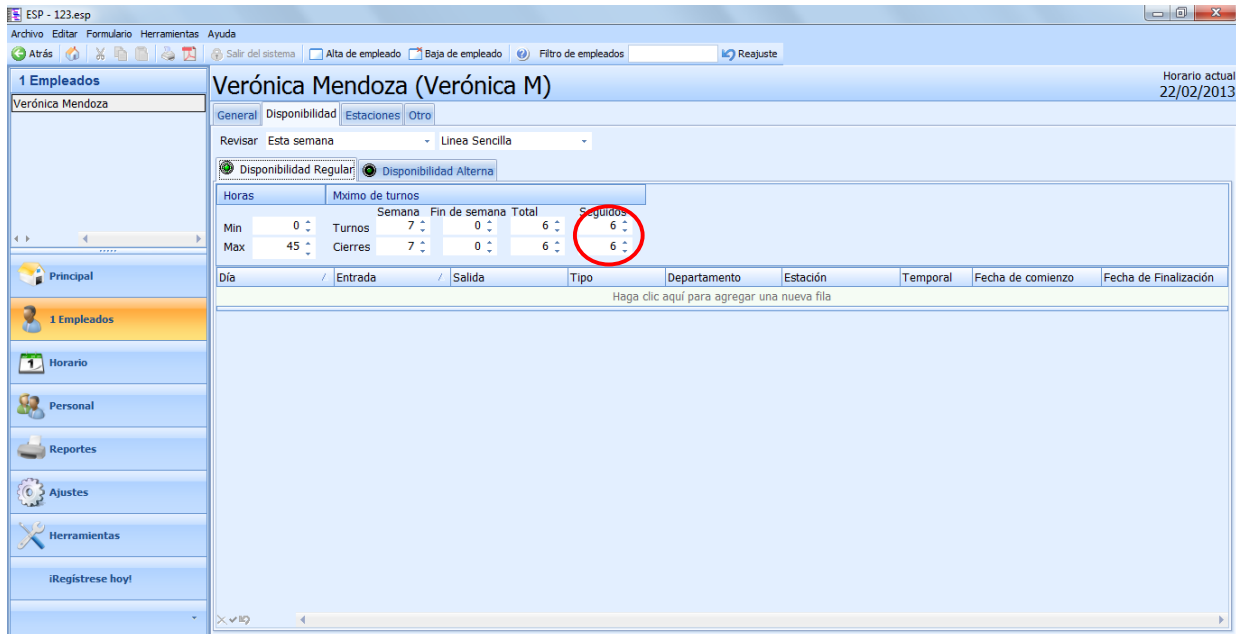 ESP - 123.esp
Archivo Editar Formulario Herramientas Ayuda
Atrás Salir del sistema Alta de empleado Baja de empleado Filtro de empleados Reajuste
1 Empleados
Verónica Mendoza
Principal
1 Empleados
1 Horario
Personal
Reportes
Ajustes
Herramientas
¡Regístrese hoy!
Verónica Mendoza (Verónica M)
Horario actual
22/02/2013
General Disponibilidad Estaciones Otro
Revisar Esta semana Linea Sencilla
Disponibilidad Regular Disponibilidad Alterna
Horas Mximo de turnos
Semana Fin de semana Total Seguidos
Min 0 Turnos 7 0 6 6
Max 45 Cierres 7 0 6 6
Día Entrada Salida Tipo Departamento Estación Temporal Fecha de comienzo Fecha de Finalización
Haga clic aquí para agregar una nueva fila